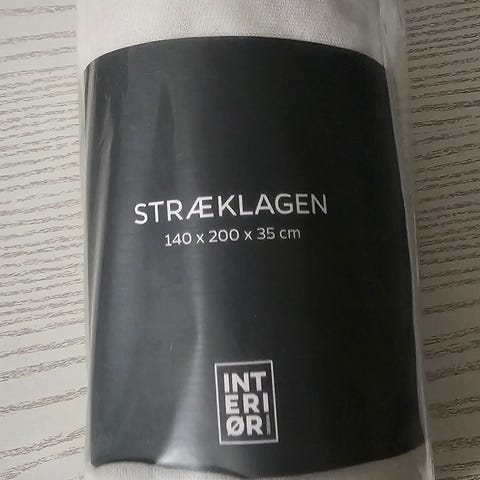 STRÆKLAGEN
140 x 200 x 35 cm
INT
ERI
ØR